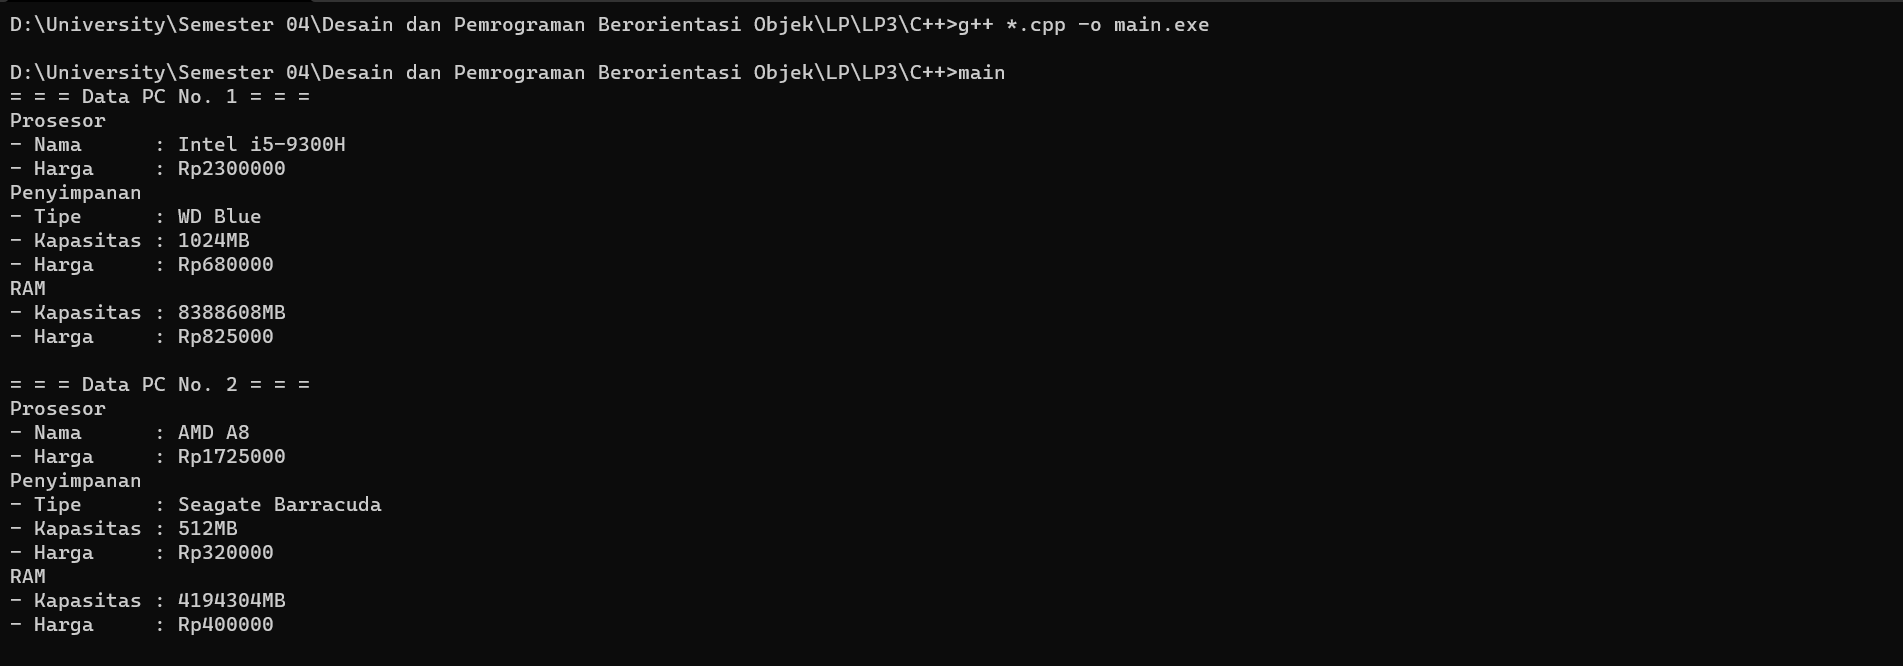 D:\University\Semester 04\Desain dan Pemrograman Berorientasi Objek\LP\LP3\C++>g++ *.cpp -o main.exe
D:\University\Semester 04\Desain dan Pemrograman Berorientasi Objek\LP\LP3\C++>main
= = = Data PC No. 1 = = =
Prosesor
- Nama      : Intel i5-9300H
- Harga     : Rp2300000
Penyimpanan
- Tipe      : WD Blue
- Kapasitas : 1024MB
- Harga     : Rp680000
RAM
- Kapasitas : 8388608MB
- Harga     : Rp825000
= = = Data PC No. 2 = = =
Prosesor
- Nama      : AMD A8
- Harga     : Rp1725000
Penyimpanan
- Tipe      : Seagate Barracuda
- Kapasitas : 512MB
- Harga     : Rp320000
RAM
- Kapasitas : 4194304MB
- Harga     : Rp400000